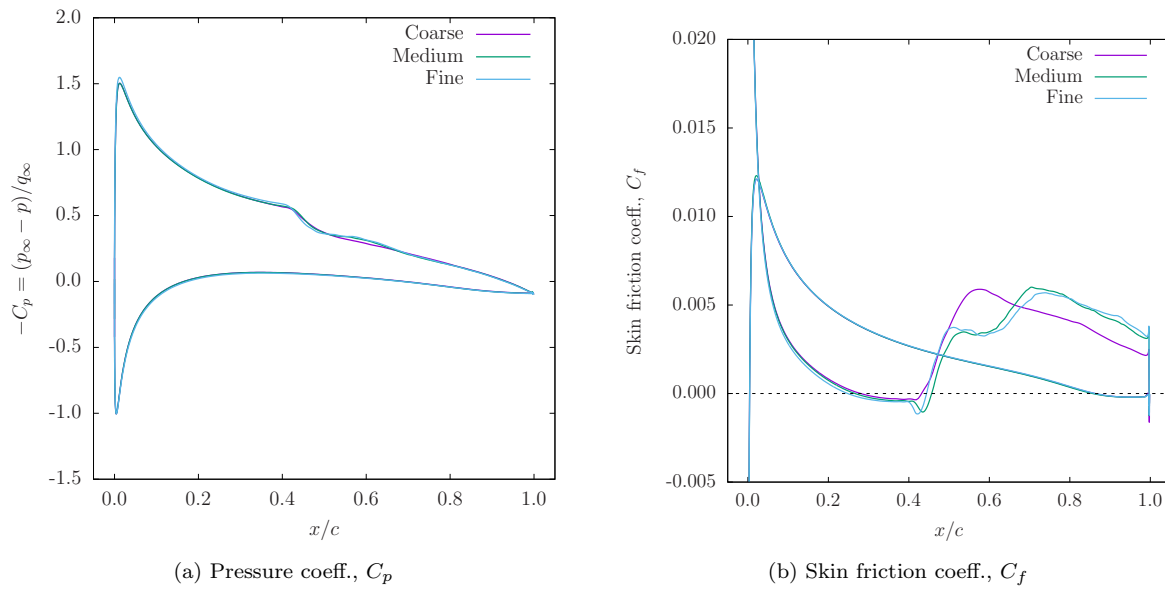 2.0
1.5
1.0
0.5
0.0
-0.5
-1.0
-1.5
0.0 0.2 0.4 0.6 0.8 1.0
−C_p = (p_∞ − p)/q_∞
x/c
Coarse
Medium
Fine
(a) Pressure coeff., C_p
0.020
0.015
0.010
0.005
0.000
-0.005
0.0 0.2 0.4 0.6 0.8 1.0
Skin friction coeff., C_f
x/c
Coarse
Medium
Fine
(b) Skin friction coeff., C_f